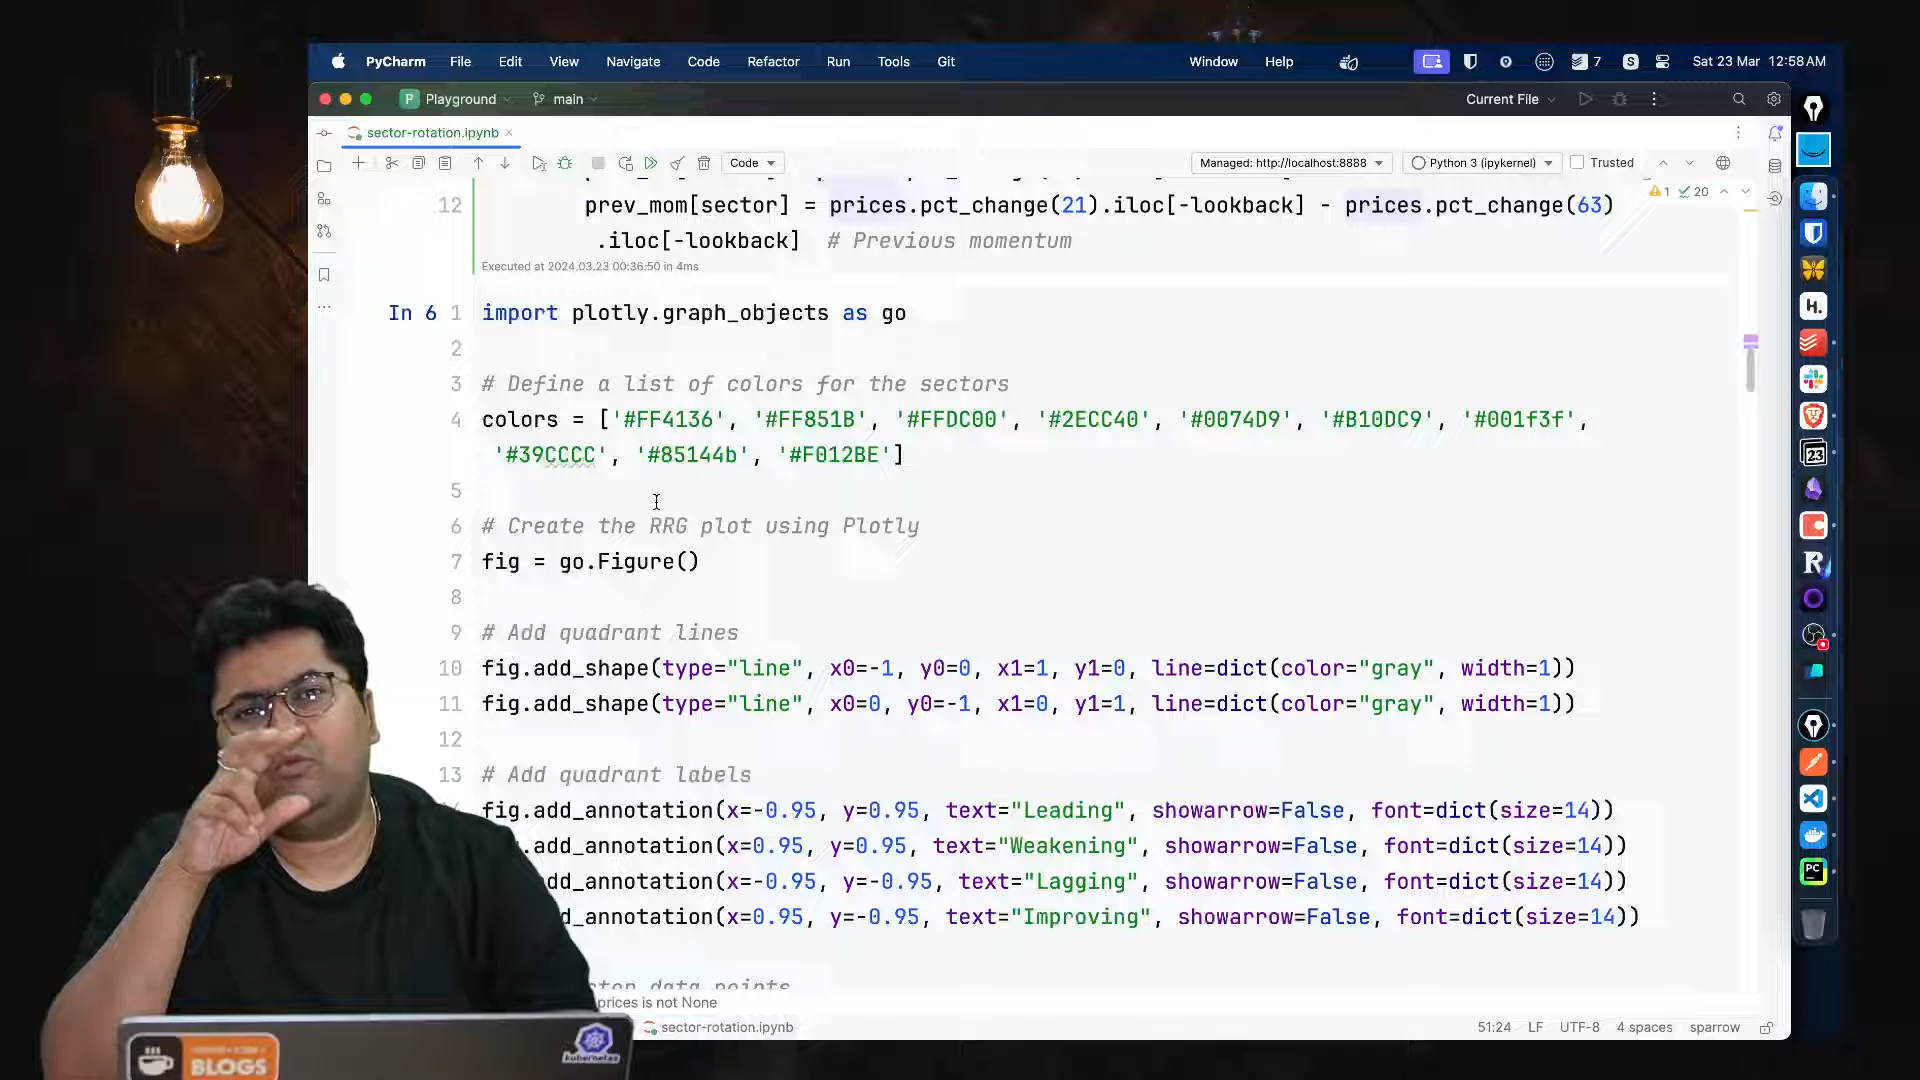 PyCharm File Edit View Navigate Code Refactor Run Tools Git Window Help 7 S Sat 23 Mar 12:58 AM
P Playground main Current File
sector-rotation.ipynb
Code Managed: http://localhost:8888 Python 3 (ipykernel) Trusted
1 20
12 prev_mom[sector] = prices.pct_change(21).iloc[-lookback] - prices.pct_change(63)
.iloc[-lookback] # Previous momentum
Executed at 2024.03.23 00:36:50 in 4ms
In 6 1 import plotly.graph_objects as go
2
3 # Define a list of colors for the sectors
4 colors = ['#FF4136', '#FF851B', '#FFDC00', '#2ECC40', '#0074D9', '#B10DC9', '#001f3f',
'#39CCCC', '#85144b', '#F012BE']
5
6 # Create the RRG plot using Plotly
7 fig = go.Figure()
8
9 # Add quadrant lines
10 fig.add_shape(type="line", x0=-1, y0=0, x1=1, y1=0, line=dict(color="gray", width=1))
11 fig.add_shape(type="line", x0=0, y0=-1, x1=0, y1=1, line=dict(color="gray", width=1))
12
13 # Add quadrant labels
fig.add_annotation(x=-0.95, y=0.95, text="Leading", showarrow=False, font=dict(size=14))
dd_annotation(x=0.95, y=0.95, text="Weakening", showarrow=False, font=dict(size=14))
dd_annotation(x=-0.95, y=-0.95, text="Lagging", showarrow=False, font=dict(size=14))
d_annotation(x=0.95, y=-0.95, text="Improving", showarrow=False, font=dict(size=14))
data points
prices is not None
sector-rotation.ipynb 51:24 LF UTF-8 4 spaces sparrow
H.
23
R
PC
BLOGS
kubernetes